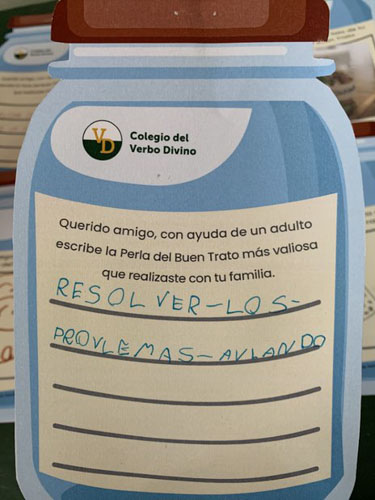 VD
Colegio del
Verbo Divino
Querido amigo, con ayuda de un adulto
escribe la Perla del Buen Trato más valiosa
que realizaste con tu familia.
RESOLVER-LOS-
PROVLEMAS-AVLANDO